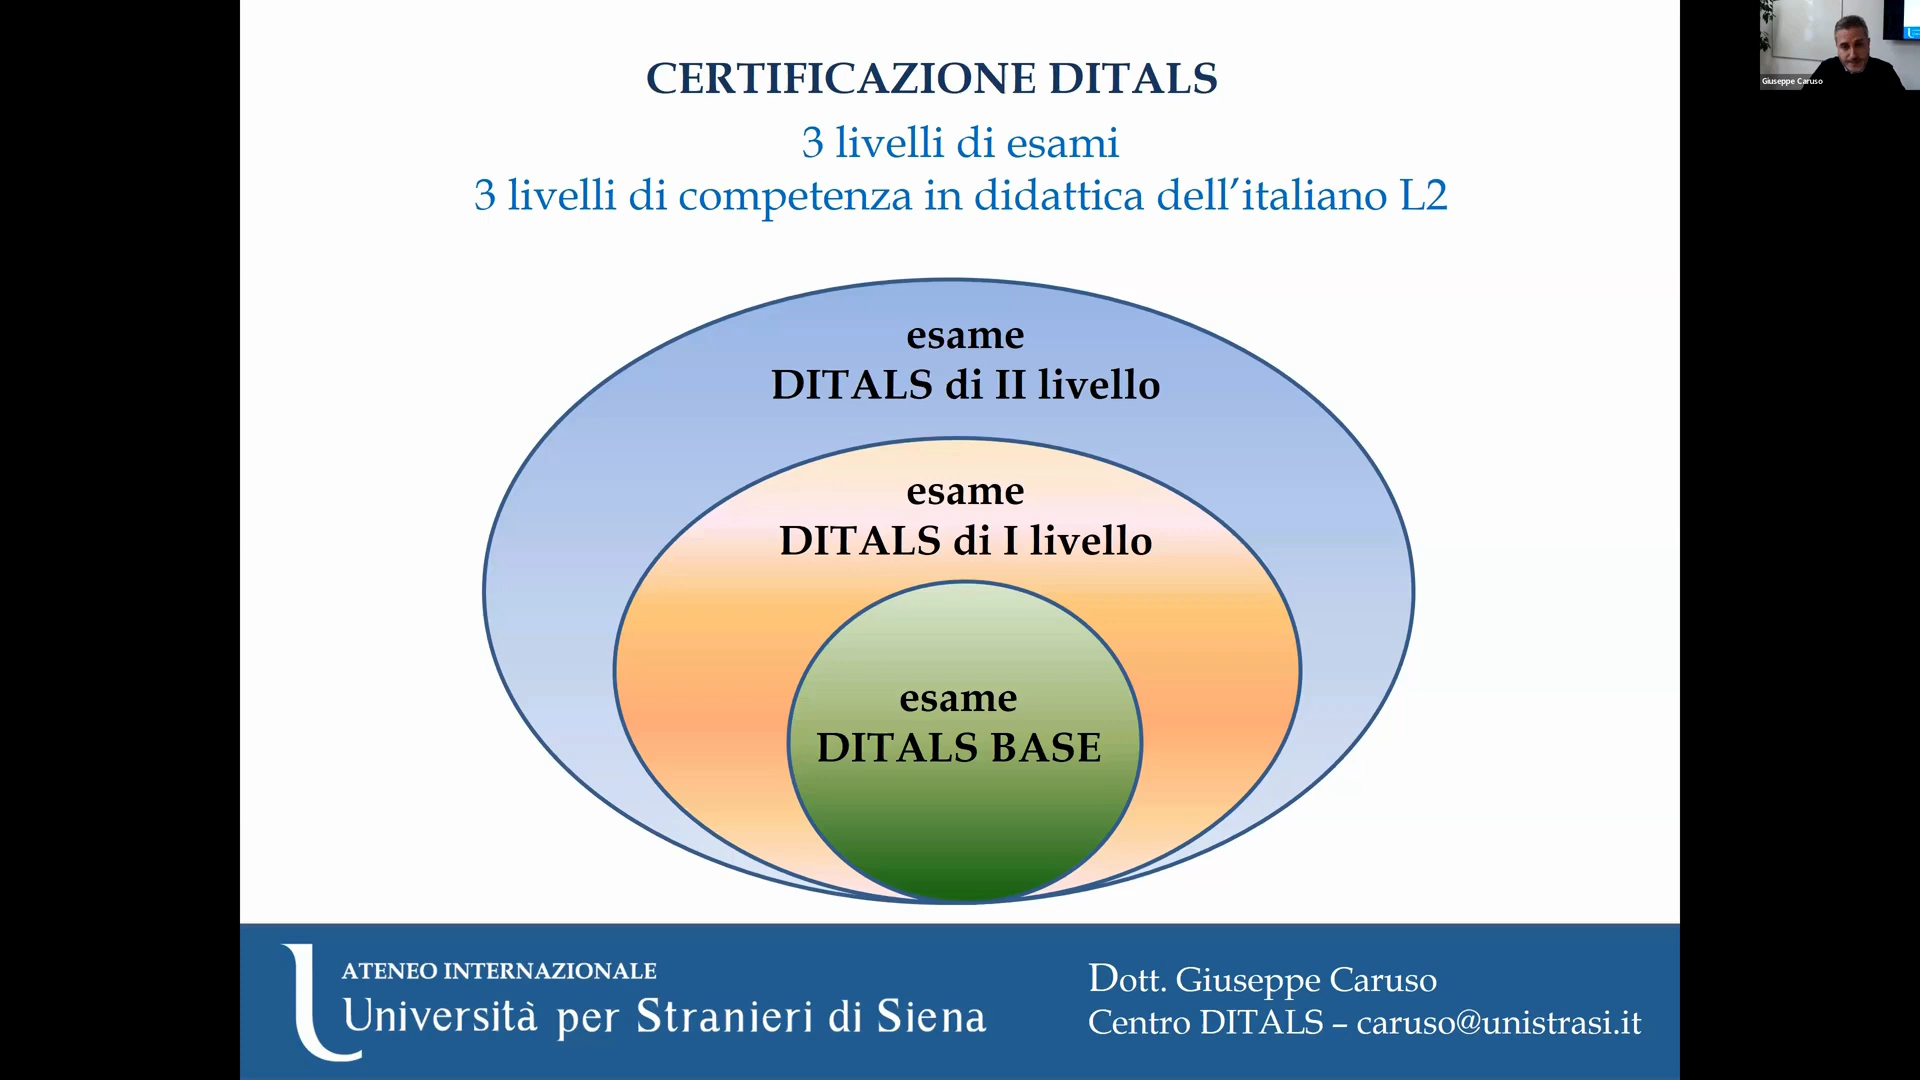 CERTIFICAZIONE DITALS
3 livelli di esami
3 livelli di competenza in didattica dell’italiano L2
esame
DITALS di II livello
esame
DITALS di I livello
esame
DITALS BASE
ATENEO INTERNAZIONALE
Università per Stranieri di Siena
Dott. Giuseppe Caruso
Centro DITALS – caruso@unistrasi.it
Giuseppe Caruso